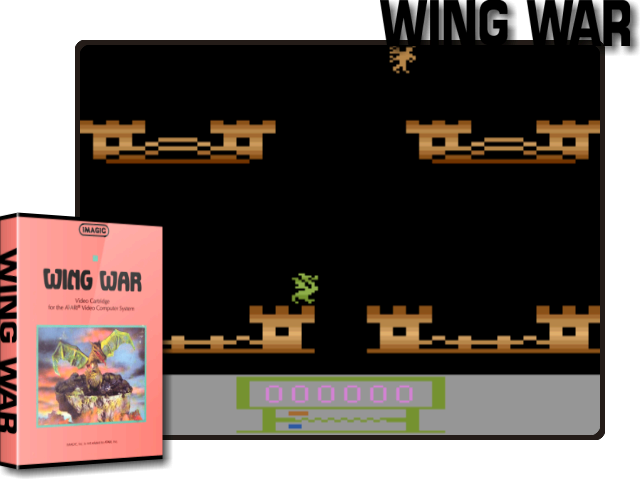 WING WAR
000000
IMAGIC
WING WAR
Video Cartridge
for the ATARI® Video Computer System
WING WAR